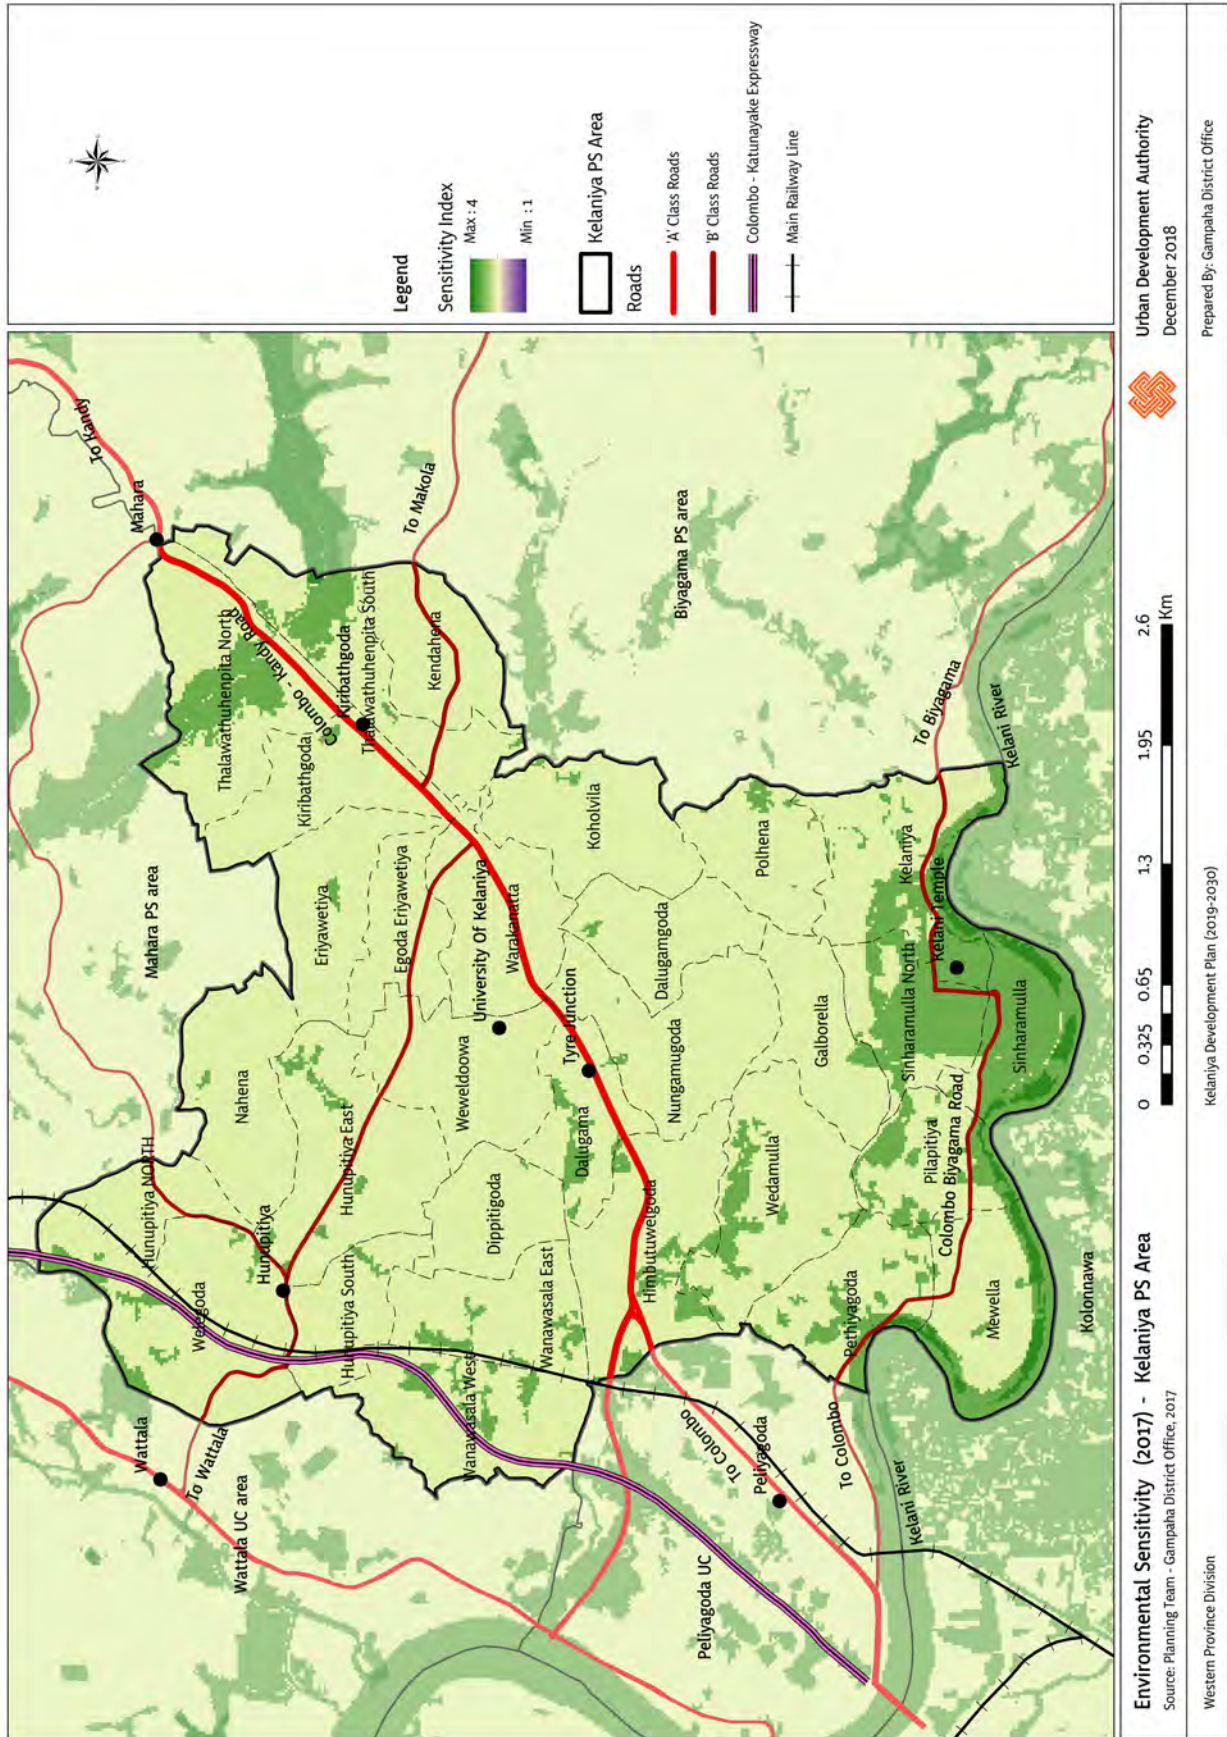 To Kandy
Mahara
To Makola
Mahara PS area
Thalawathuhenpita North
Colombo - Kandy Road
Kiribathgoda
Kiribathgoda
Thalawathuhenpita South
Kendahena
Biyagama PS area
Eriyawetiya
Egoda Eriyawetiya
Nahena
Hunupitiya NORTH
Hunupitiya East
Hunupitiya
Welegoda
Hunupitiya South
Wattala
To Wattala
Wattala UC area
Weweldoowa
University Of Kelaniya
Warakanatta
Koholvila
Dippitigoda
Dalugama
Tyre Junction
Dalugamgoda
Polhena
Nungamugoda
Galborella
Wanawasala East
Wanawasala West
Himbutuwelgoda
Wedamulla
Kelaniya
Kelani Temple
Sinharamulla North
Sinharamulla
Pilapitiya
Colombo Biyagama Road
Pethiyagoda
Mewella
Kolonnawa
To Biyagama
Kelani River
To Colombo
To Colombo
Peliyagoda
Peliyagoda UC
Kelani River
Legend
Sensitivity Index
Max : 4
Min : 1
Kelaniya PS Area
Roads
'A' Class Roads
'B' Class Roads
Colombo - Katunayake Expressway
Main Railway Line
Environmental Sensitivity (2017) - Kelaniya PS Area
Source: Planning Team - Gampaha District Office, 2017
0 0.325 0.65 1.3 1.95 2.6
Km
Urban Development Authority
December 2018
Western Province Division
Kelaniya Development Plan (2019-2030)
Prepared By: Gampaha District Office